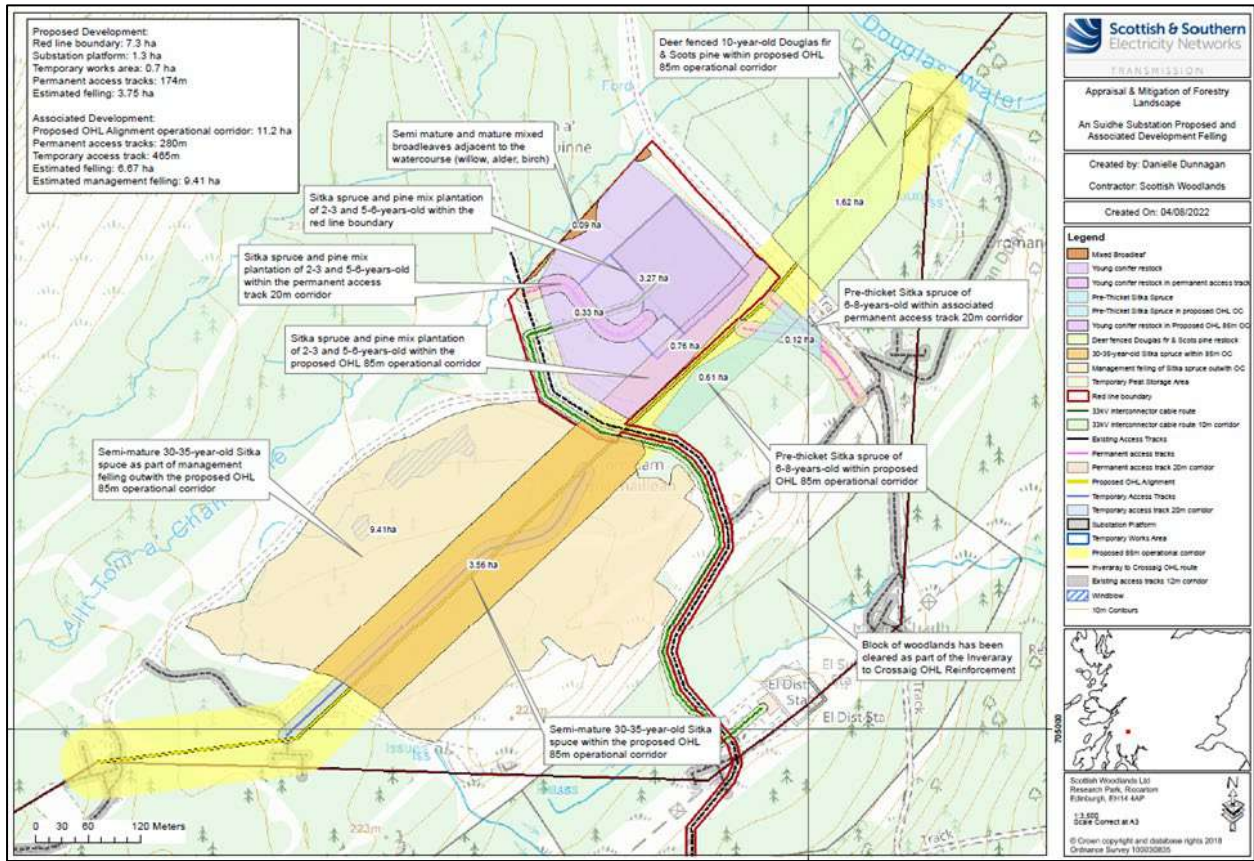 Proposed Development:
Red line boundary: 7.3 ha
Substation platform: 1.3 ha
Temporary works area: 0.7 ha
Permanent access tracks: 174m
Estimated felling: 3.75 ha
Associated Development:
Proposed OHL Alignment operational corridor: 11.2 ha
Permanent access tracks: 280m
Temporary access track: 465m
Estimated felling: 6.67 ha
Estimated management felling: 9.41 ha
Deer fenced 10-year-old Douglas fir
& Scots pine within proposed OHL
85m operational corridor
Semi mature and mature mixed
broadleaves adjacent to the
watercourse (willow, alder, birch)
Sitka spruce and pine mix plantation
of 2-3 and 5-6-years-old within the
red line boundary
Sitka spruce and pine mix
plantation of 2-3 and 5-6-years-old
within the permanent access
track 20m corridor
Sitka spruce and pine mix plantation
of 2-3 and 5-6-years-old within the
proposed OHL 85m operational corridor
Pre-thicket Sitka spruce of
6-8-years-old within associated
permanent access track 20m corridor
Semi-mature 30-35-year-old Sitka
spuce as part of management
felling outwith the proposed OHL
85m operational corridor
Pre-thicket Sitka spruce of
6-8-years-old within proposed
OHL 85m operational corridor
Block of woodlands has been
cleared as part of the Inveraray
to Crossaig OHL Reinforcement
Semi-mature 30-35-year-old Sitka
spuce within the proposed OHL
85m operational corridor
Douglas Water
Ford
1.62 ha
0.09 ha
3.27 ha
0.33 ha
0.76 ha
0.12 ha
0.61 ha
9.41 ha
3.56 ha
El Dist Sta
Track
Track
Issues
223m
705000
0 30 60 120 Meters
Scottish & Southern
Electricity Networks
TRANSMISSION
Appraisal & Mitigation of Forestry
Landscape
An Suidhe Substation Proposed and
Associated Development Felling
Created by: Danielle Dunnagan
Contractor: Scottish Woodlands
Created On: 04/08/2022
Legend
Mixed Broadleaf
Young conifer restock
Young conifer restock in permanent access track
Pre-Thicket Sitka Spruce
Pre-Thicket Sitka Spruce in proposed OHL OC
Young conifer restock in Proposed OHL 85m OC
Deer fenced Douglas fir & Scots pine restock
30-35-year-old Sitka spruce within 85m OC
Management felling of Sitka spruce outwith OC
Temporary Peat Storage Area
Red line boundary
33kV interconnector cable route
33kV interconnector cable route 10m corridor
Existing Access Tracks
Permanent access tracks
Permanent access track 20m corridor
Proposed OHL Alignment
Temporary Access Tracks
Temporary access track 20m corridor
Substation Platform
Temporary Works Area
Proposed 85m operational corridor
Inveraray to Crossaig OHL route
Existing access tracks 12m corridor
Windblow
10m Contours
Scottish Woodlands Ltd
Research Park, Riccarton
Edinburgh, EH14 4AP
1:3,500
Scale Correct at A3
N
© Crown copyright and database rights 2018
Ordnance Survey 100030835